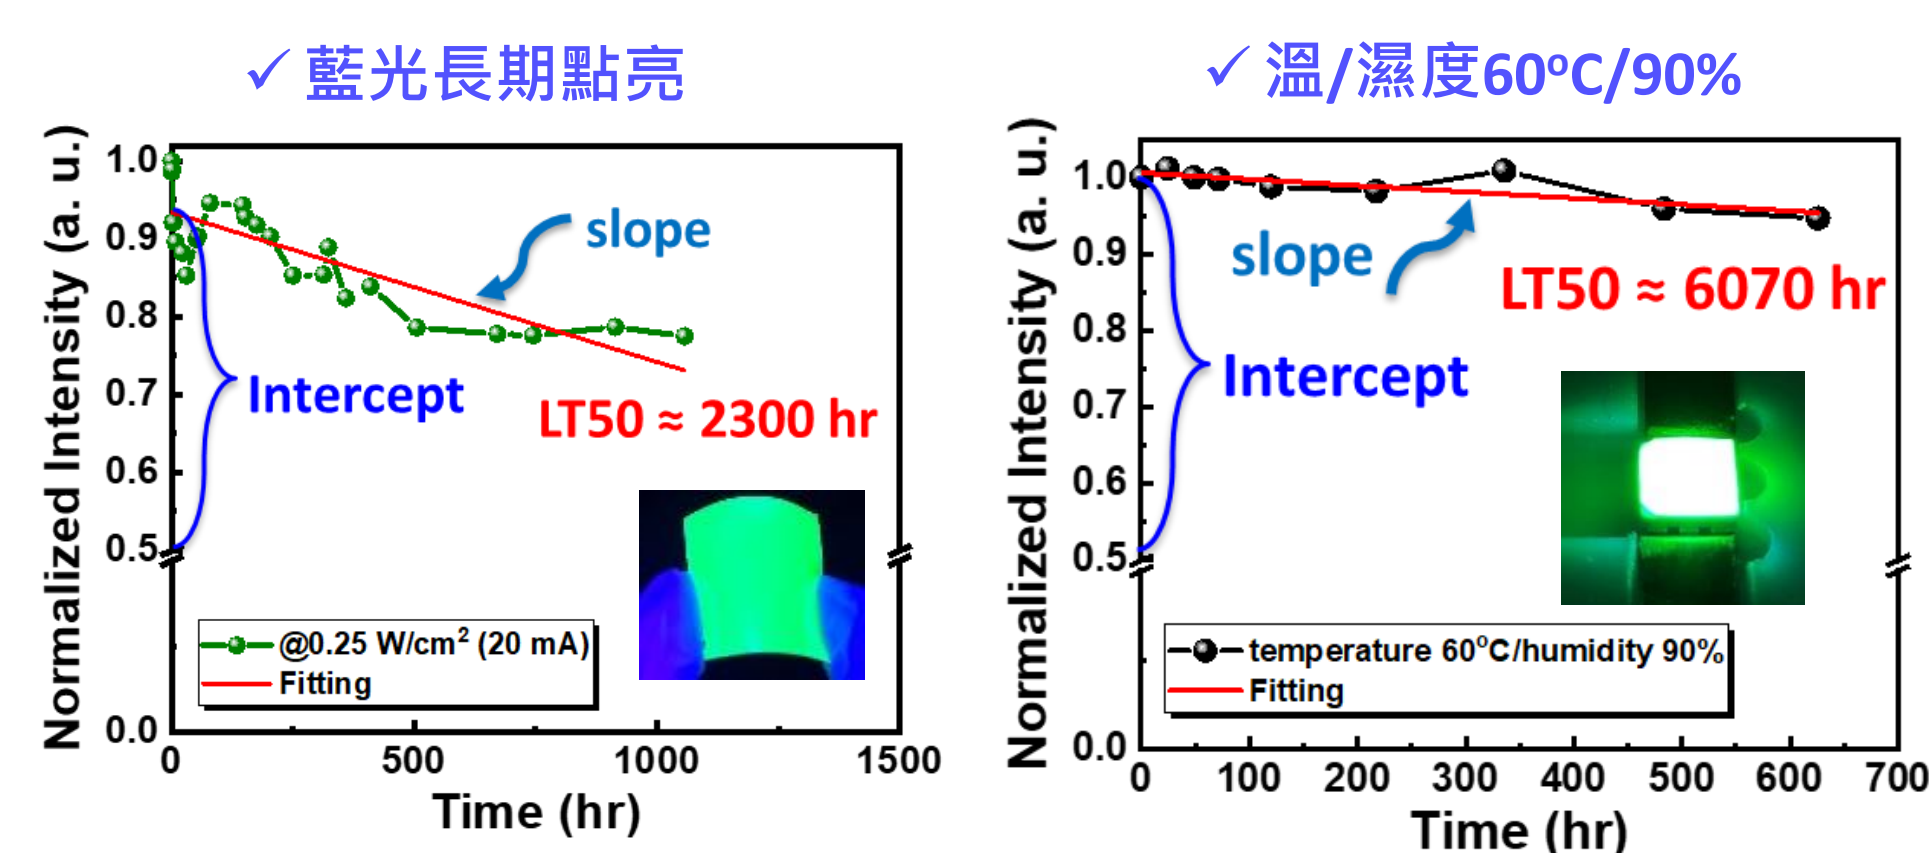 ✓ 藍光長期點亮
Normalized Intensity (a. u.)
1.0
0.9
0.8
0.7
0.6
0.5
0.0
slope
Intercept
LT50 ≈ 2300 hr
@0.25 W/cm² (20 mA)
Fitting
0 500 1000 1500
Time (hr)
✓ 溫/濕度60°C/90%
Normalized Intensity (a. u.)
1.0
0.9
0.8
0.7
0.6
0.5
0.0
slope
LT50 ≈ 6070 hr
Intercept
temperature 60°C/humidity 90%
Fitting
0 100 200 300 400 500 600 700
Time (hr)